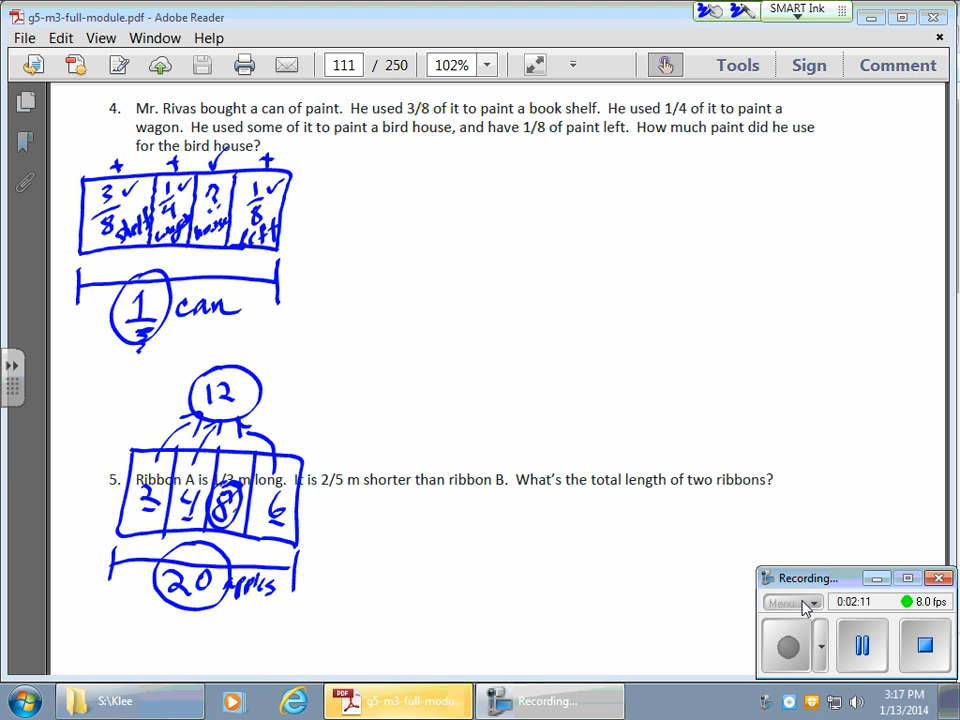 g5-m3-full-module.pdf - Adobe Reader
SMART Ink
File Edit View Window Help
111 / 250 102% Tools Sign Comment
4. Mr. Rivas bought a can of paint. He used 3/8 of it to paint a book shelf. He used 1/4 of it to paint a
wagon. He used some of it to paint a bird house, and have 1/8 of paint left. How much paint did he use
for the bird house?
+ + +
3/8 1/4 ? 1/8
shelf house left
1 can
12
5. Ribbon A is 1/3 m long. It is 2/5 m shorter than ribbon B. What's the total length of two ribbons?
2 4 8 6
20 apples
Recording...
Menu 0:02:11 8.0 fps
S:\Klee
PDF
g5-m3-full-modu...
Recording...
3:17 PM
1/13/2014